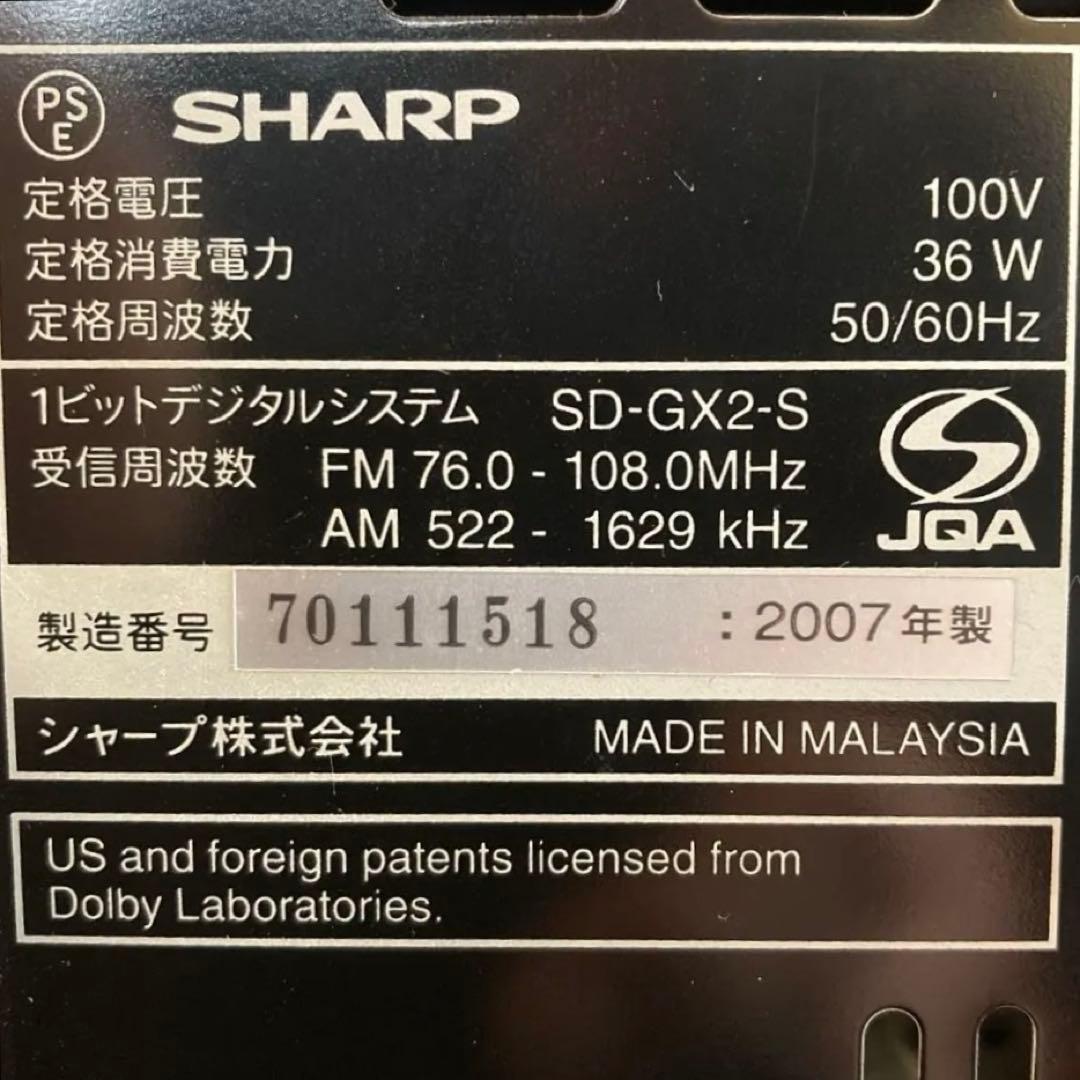 PSE SHARP
定格電圧 100V
定格消費電力 36 W
定格周波数 50/60Hz
1ビットデジタルシステム SD-GX2-S
受信周波数 FM 76.0 - 108.0MHz
AM 522 - 1629 kHz
JQA
製造番号 70111518 : 2007年製
シャープ株式会社 MADE IN MALAYSIA
US and foreign patents licensed from
Dolby Laboratories.